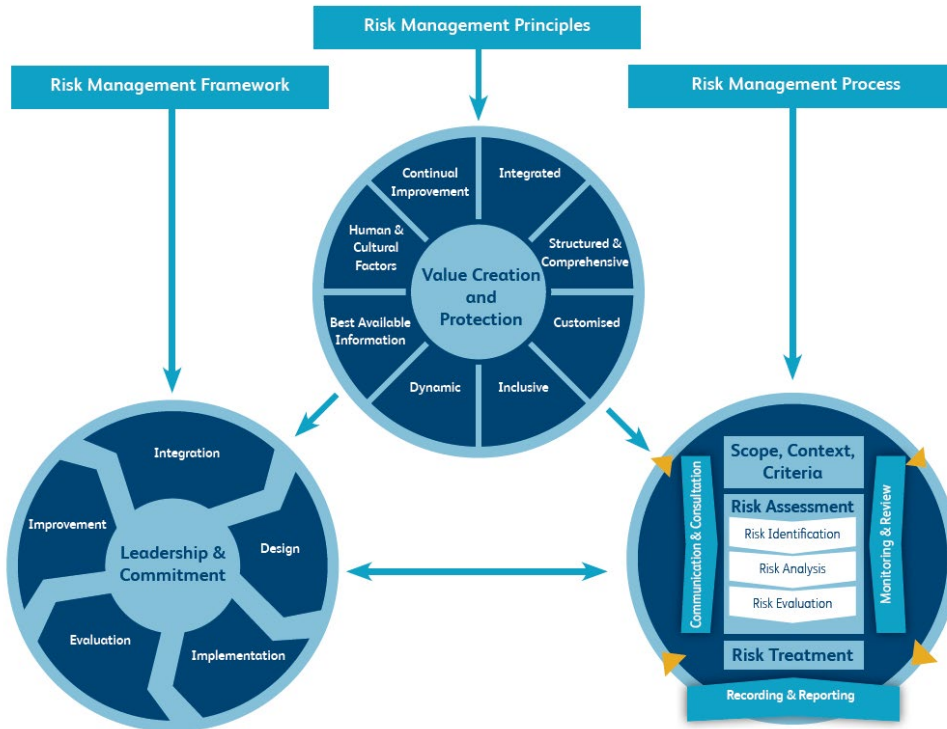 Risk Management Principles
Risk Management Framework
Risk Management Process
Continual
Improvement
Integrated
Human &
Cultural
Factors
Structured &
Comprehensive
Value Creation
and
Protection
Best Available
Information
Customised
Dynamic
Inclusive
Integration
Improvement
Design
Leadership &
Commitment
Evaluation
Implementation
Scope, Context,
Criteria
Risk Assessment
Risk Identification
Risk Analysis
Risk Evaluation
Communication & Consultation
Monitoring & Review
Risk Treatment
Recording & Reporting